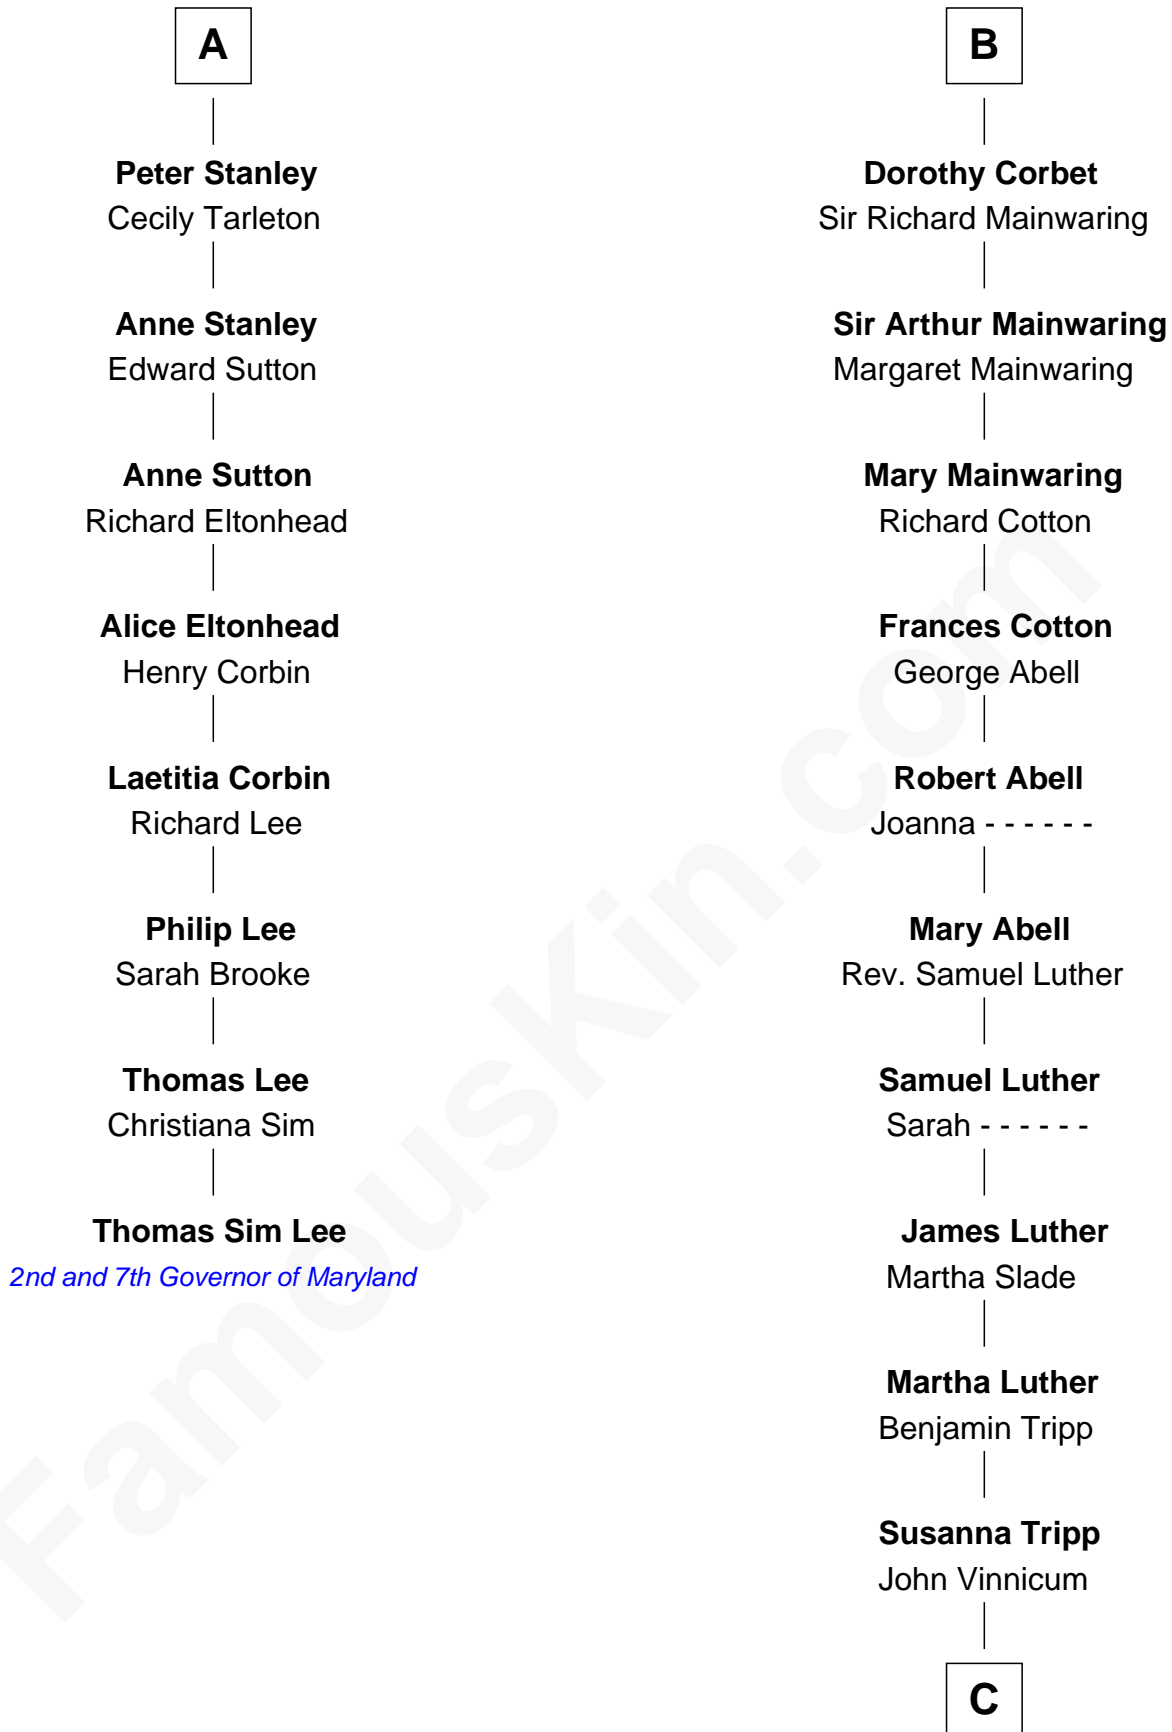 A
Peter Stanley
Cecily Tarleton
Anne Stanley
Edward Sutton
Anne Sutton
Richard Eltonhead
Alice Eltonhead
Henry Corbin
Laetitia Corbin
Richard Lee
Philip Lee
Sarah Brooke
Thomas Lee
Christiana Sim
Thomas Sim Lee
2nd and 7th Governor of Maryland
B
Dorothy Corbet
Sir Richard Mainwaring
Sir Arthur Mainwaring
Margaret Mainwaring
Mary Mainwaring
Richard Cotton
Frances Cotton
George Abell
Robert Abell
Joanna - - - - - -
Mary Abell
Rev. Samuel Luther
Samuel Luther
Sarah - - - - - -
James Luther
Martha Slade
Martha Luther
Benjamin Tripp
Susanna Tripp
John Vinnicum
C
FamousKin.com